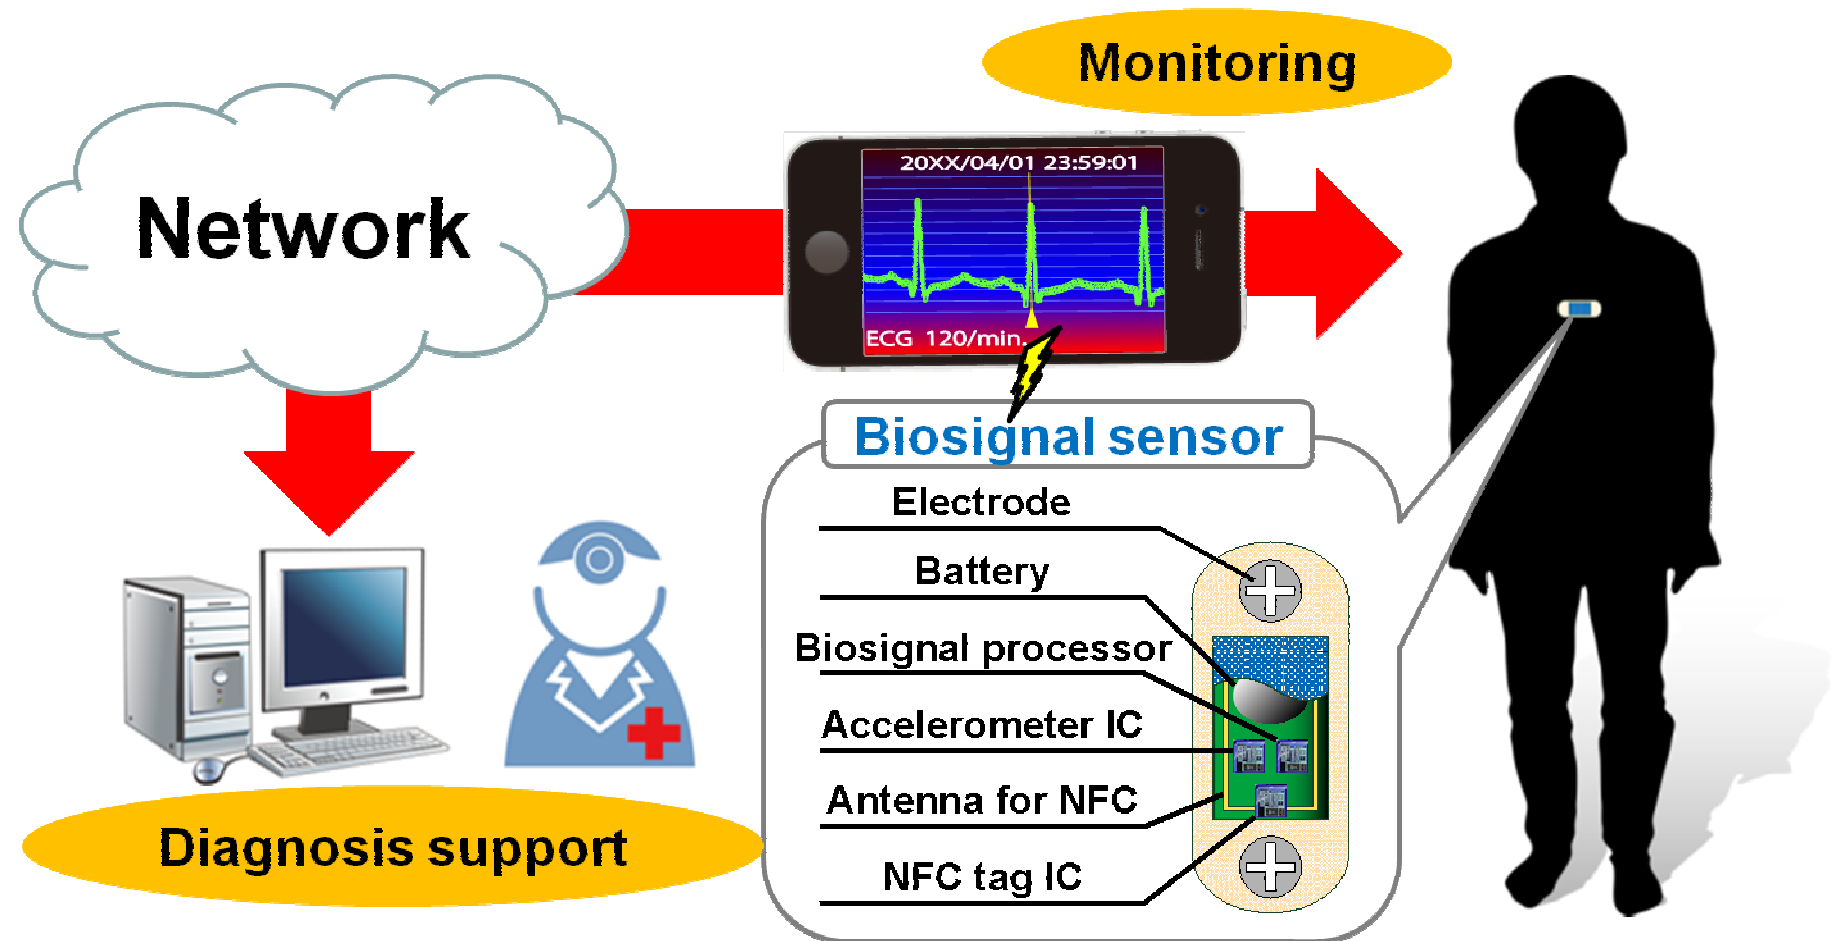 Monitoring
Network
20XX/04/01 23:59:01
ECG 120/min.
Biosignal sensor
Electrode
Battery
Biosignal processor
Accelerometer IC
Antenna for NFC
NFC tag IC
Diagnosis support